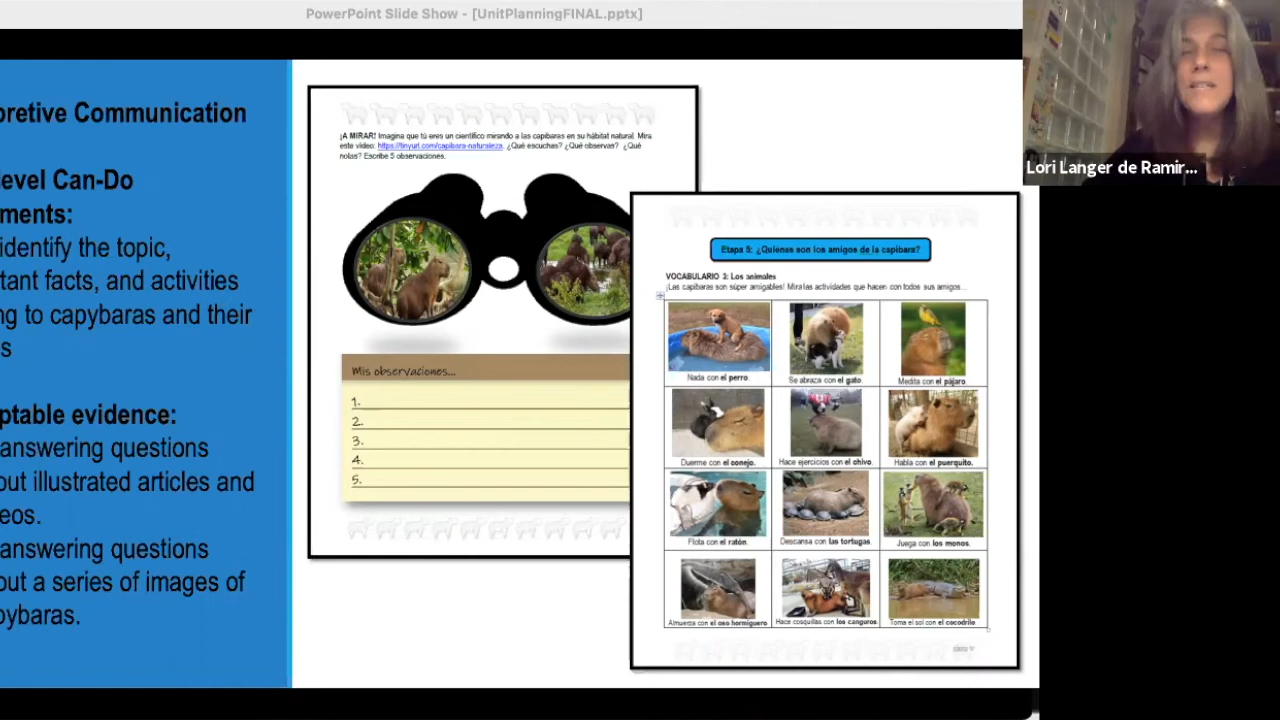 PowerPoint Slide Show - [UnitPlanningFINAL.pptx]
Lori Langer de Ramir...
pretive Communication
level Can-Do
ments:
identify the topic,
tant facts, and activities
ng to capybaras and their
s
ptable evidence:
answering questions
out illustrated articles and
eos.
answering questions
out a series of images of
pybaras.
¡A MIRAR! Imagina que tú eres un científico mirando a las capibaras en su hábitat natural. Mira
este video: https://tinyurl.com/capibara-naturaleza. ¿Qué escuchas? ¿Qué observas? ¿Qué
notas? Escribe 5 observaciones.
Mis observaciones...
1.
2.
3.
4.
5.
Etapa 5: ¿Quiénes son los amigos de la capibara?
VOCABULARIO 3: Los animales
¡Las capibaras son súper amigables! Mira las actividades que hacen con todos sus amigos...
Nada con el perro.
Se abraza con el gato.
Medita con el pájaro.
Duerme con el conejo.
Hace ejercicios con el chivo.
Habla con el puerquito.
Flota con el ratón.
Descansa con las tortugas.
Juega con los monos.
Almuerza con el oso hormiguero
Hace cosquillas con los canguros.
Toma el sol con el cocodrilo.